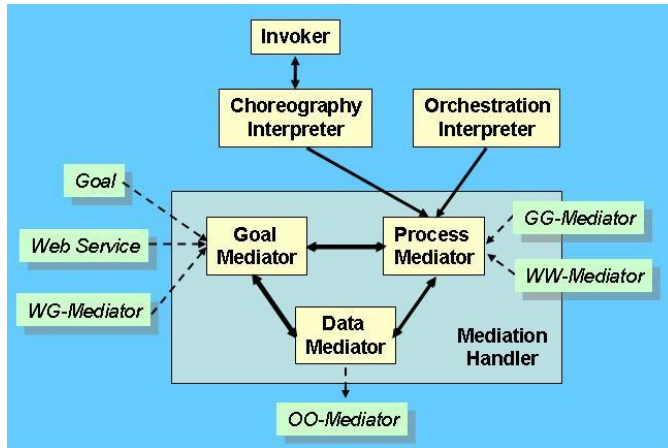 Invoker
Choreography
Interpreter
Orchestration
Interpreter
Goal
Web Service
WG-Mediator
Goal
Mediator
Process
Mediator
GG-Mediator
WW-Mediator
Data
Mediator
Mediation
Handler
OO-Mediator